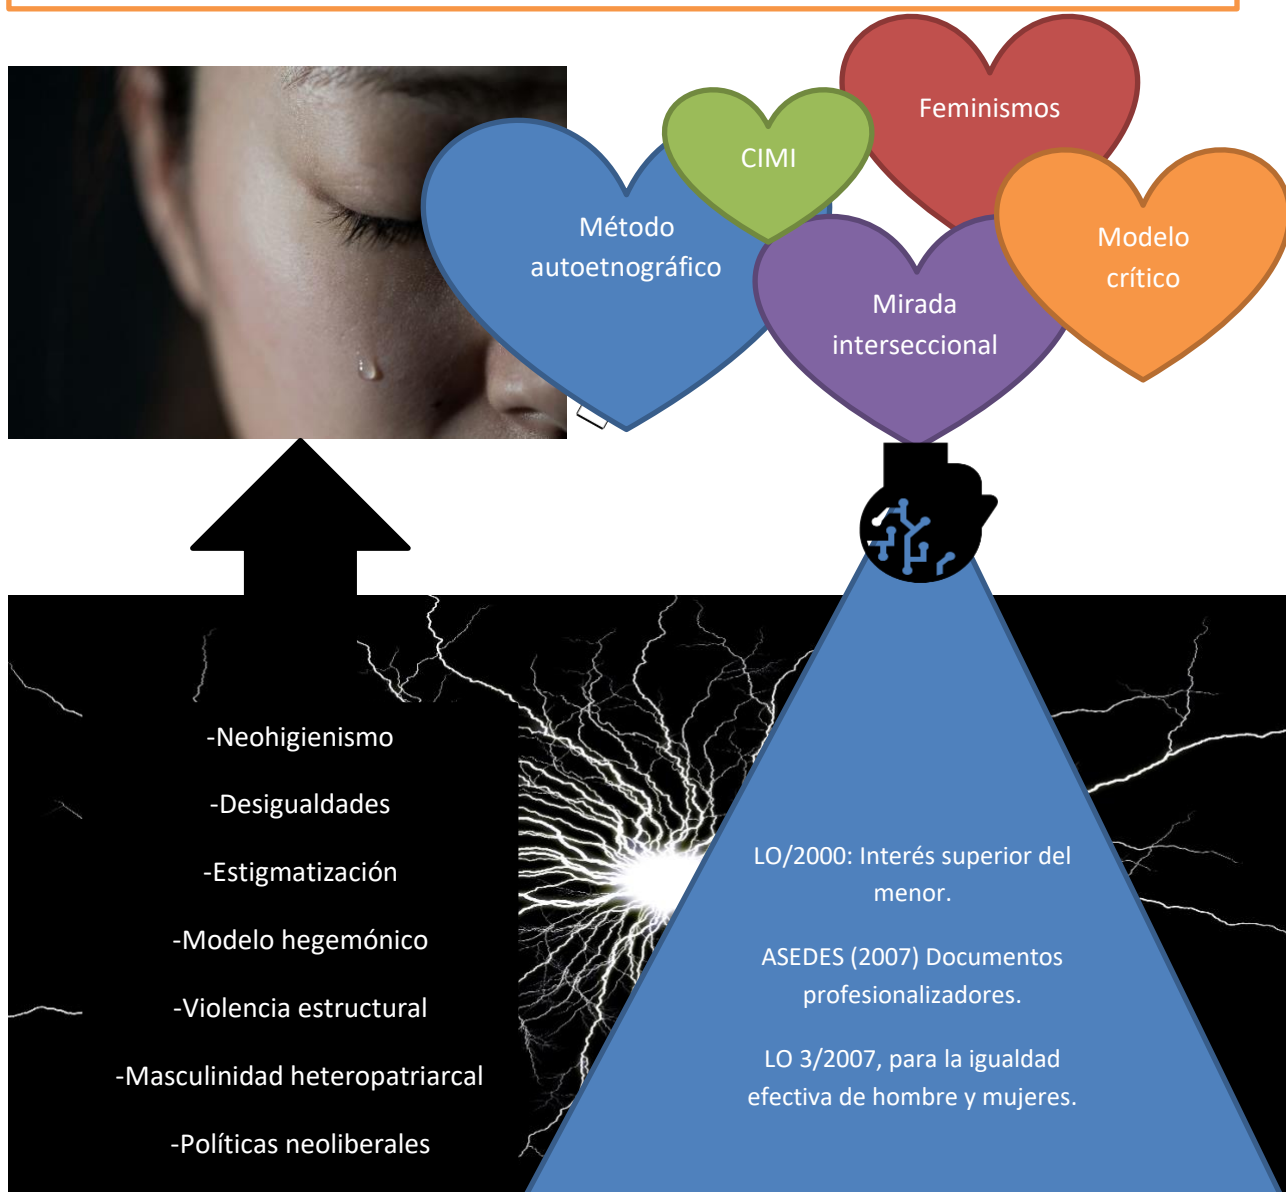 Feminismos
CIMI
Método
autoetnográfico
Modelo
crítico
Mirada
interseccional
-Neohigienismo
-Desigualdades
-Estigmatización
-Modelo hegemónico
-Violencia estructural
-Masculinidad heteropatriarcal
-Políticas neoliberales
LO/2000: Interés superior del
menor.
ASEDES (2007) Documentos
profesionalizadores.
LO 3/2007, para la igualdad
efectiva de hombre y mujeres.